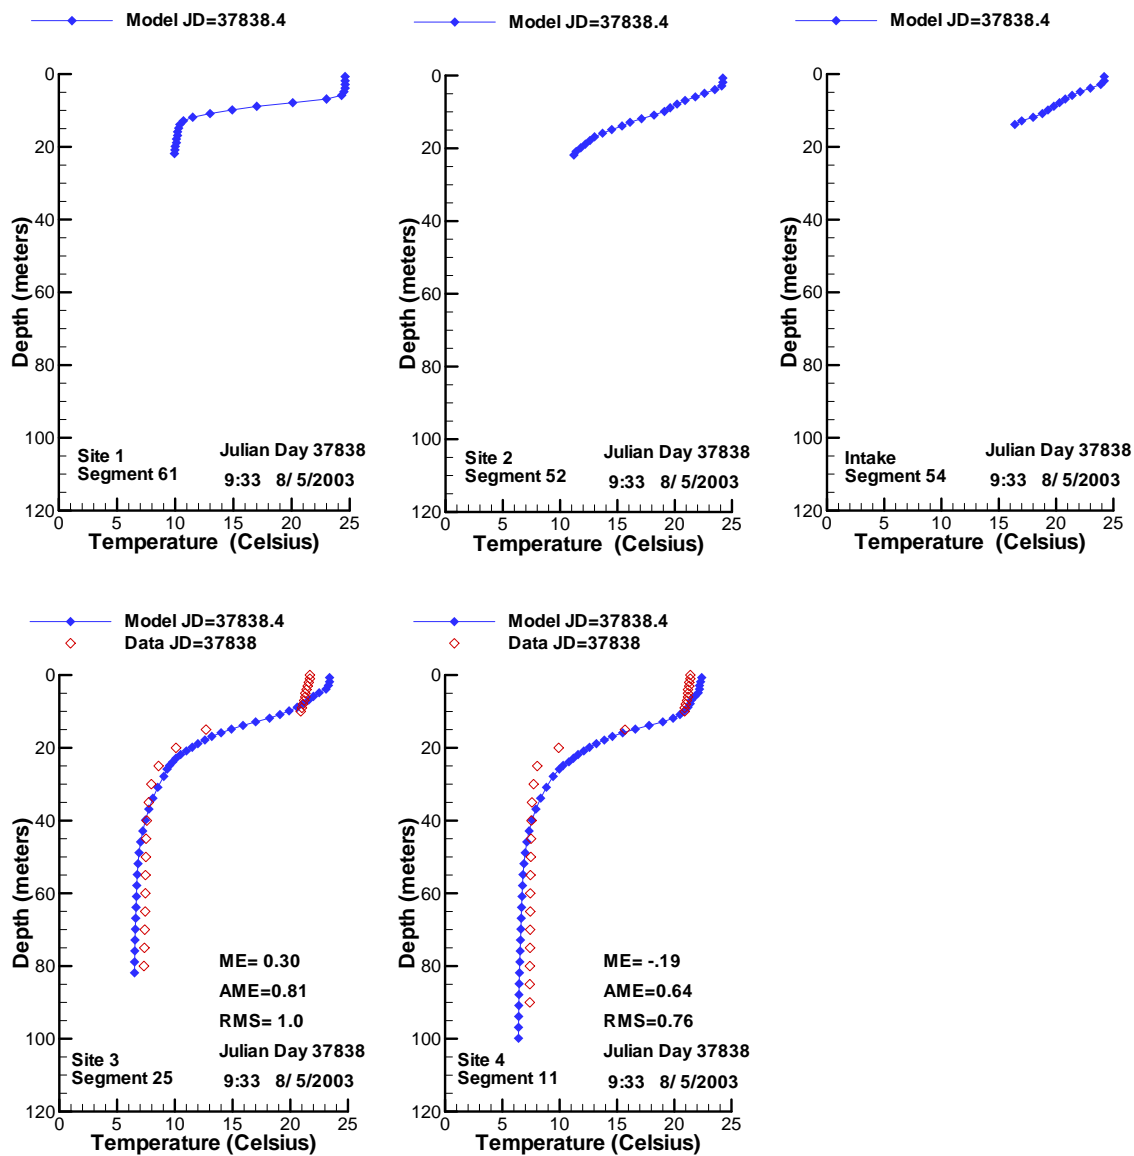 Model JD=37838.4
0
20
40
60
80
100
120
0 5 10 15 20 25
Depth (meters)
Temperature (Celsius)
Site 1
Segment 61
Julian Day 37838
9:33 8/ 5/2003
Model JD=37838.4
0
20
40
60
80
100
120
0 5 10 15 20 25
Depth (meters)
Temperature (Celsius)
Site 2
Segment 52
Julian Day 37838
9:33 8/ 5/2003
Model JD=37838.4
0
20
40
60
80
100
120
0 5 10 15 20 25
Depth (meters)
Temperature (Celsius)
Intake
Segment 54
Julian Day 37838
9:33 8/ 5/2003
Model JD=37838.4
Data JD=37838
0
20
40
60
80
100
120
0 5 10 15 20 25
Depth (meters)
Temperature (Celsius)
ME= 0.30
AME=0.81
RMS= 1.0
Site 3
Segment 25
Julian Day 37838
9:33 8/ 5/2003
Model JD=37838.4
Data JD=37838
0
20
40
60
80
100
120
0 5 10 15 20 25
Depth (meters)
Temperature (Celsius)
ME= -.19
AME=0.64
RMS=0.76
Site 4
Segment 11
Julian Day 37838
9:33 8/ 5/2003